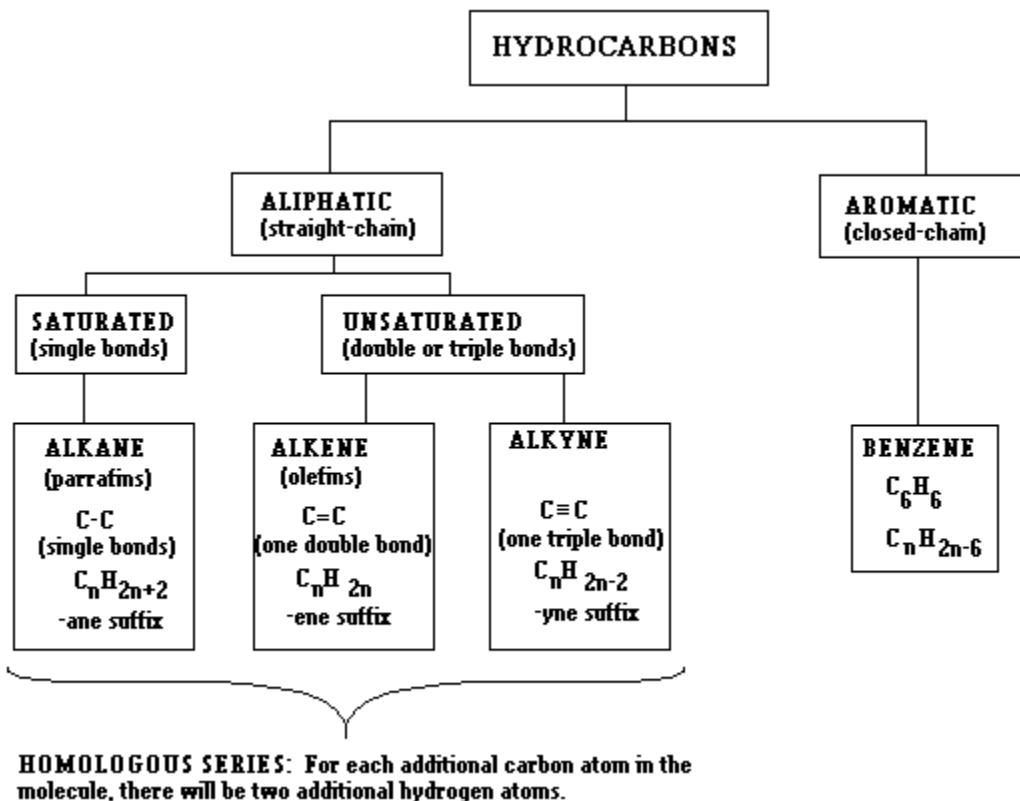 HYDROCARBONS
ALIPHATIC
(straight-chain)
AROMATIC
(closed-chain)
SATURATED
(single bonds)
UNSATURATED
(double or triple bonds)
ALKANE
(parrafins)
C-C
(single bonds)
CₙH₂ₙ₊₂
-ane suffix
ALKENE
(olefins)
C=C
(one double bond)
CₙH ₂ₙ
-ene suffix
ALKYNE
C≡C
(one triple bond)
CₙH ₂ₙ₋₂
-yne suffix
BENZENE
C₆H₆
CₙH₂ₙ₋₆
HOMOLOGOUS SERIES: For each additional carbon atom in the
molecule, there will be two additional hydrogen atoms.